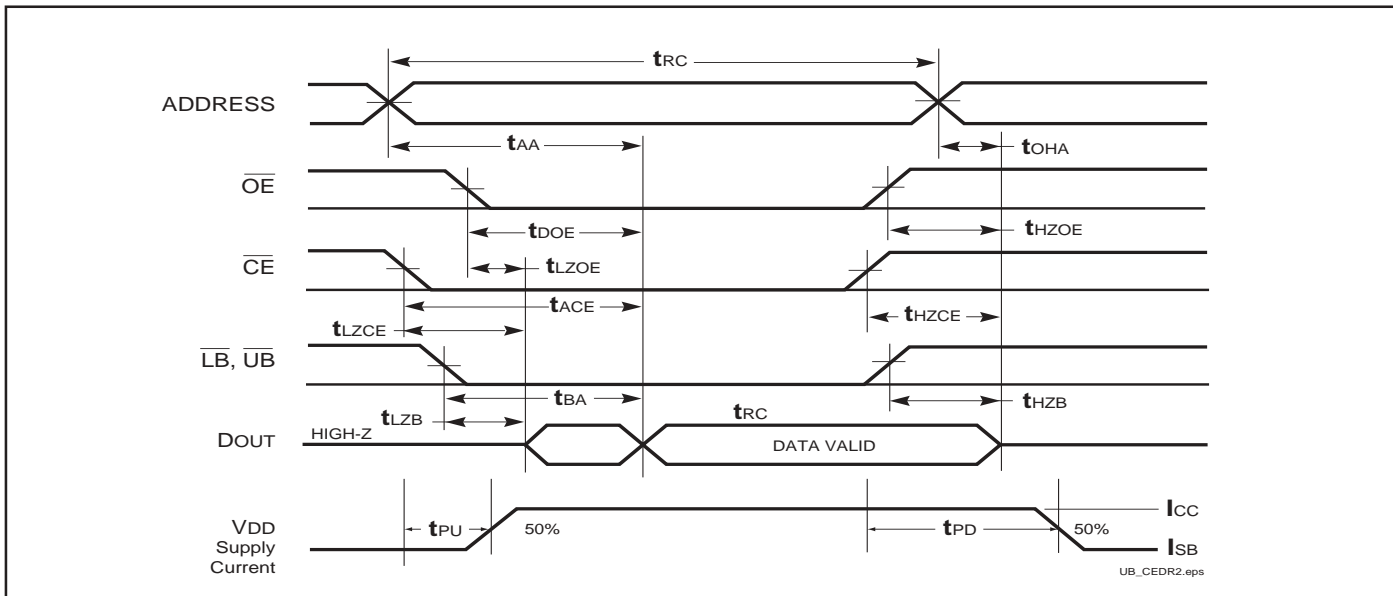 tRC
ADDRESS
tAA
tOHA
OE
tDOE
tHZOE
CE
tLZOE
tACE
tHZCE
tLZCE
LB, UB
tBA
tHZB
tLZB
tRC
DOUT
HIGH-Z
DATA VALID
VDD
Supply
Current
tPU
50%
tPD
50%
ICC
ISB
UB_CEDR2.eps